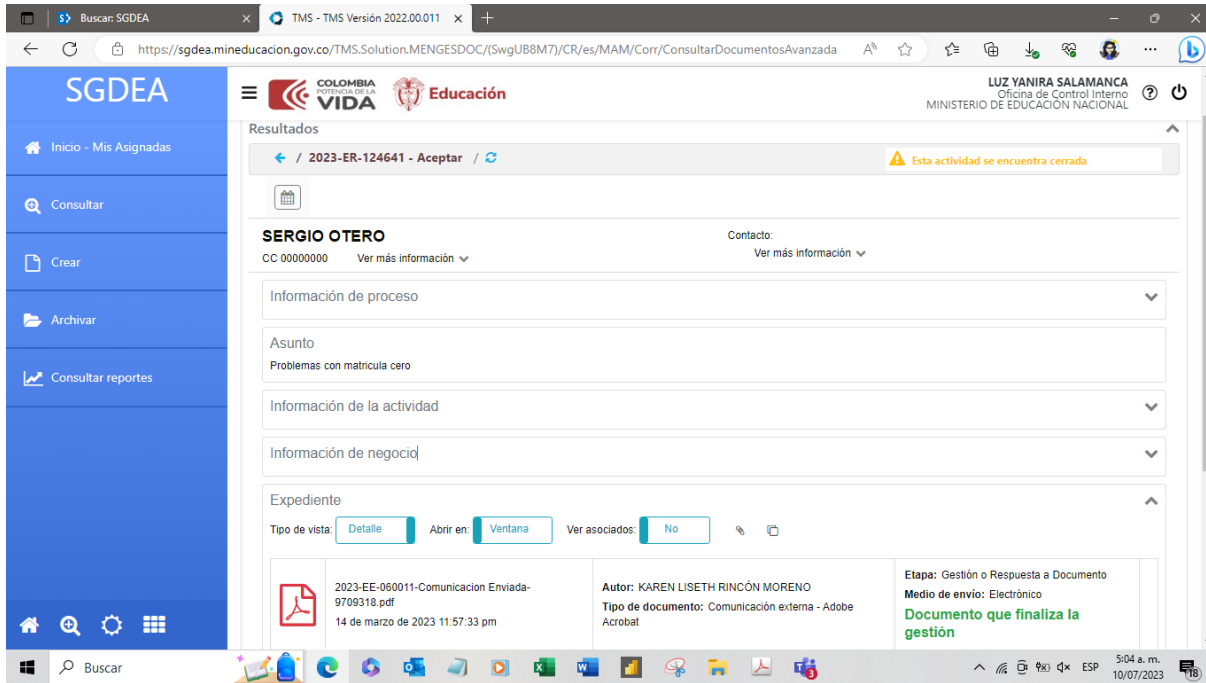 Buscar: SGDEA
TMS - TMS Versión 2022.00.011
https://sgdea.mineducacion.gov.co/TMS.Solution.MENGESDOC/(SwgUB8M7)/CR/es/MAM/Corr/ConsultarDocumentosAvanzada
SGDEA
COLOMBIA
POTENCIA DE LA
VIDA
Educación
LUZ YANIRA SALAMANCA
Oficina de Control Interno
MINISTERIO DE EDUCACIÓN NACIONAL
Inicio - Mis Asignadas
Consultar
Crear
Archivar
Consultar reportes
Resultados
/ 2023-ER-124641 - Aceptar /
Esta actividad se encuentra cerrada
SERGIO OTERO
CC 00000000 Ver más información
Contacto:
Ver más información
Información de proceso
Asunto
Problemas con matricula cero
Información de la actividad
Información de negocio
Expediente
Tipo de vista: Detalle Abrir en: Ventana Ver asociados: No
2023-EE-060011-Comunicacion Enviada-
9709318.pdf
14 de marzo de 2023 11:57:33 pm
Autor: KAREN LISETH RINCÓN MORENO
Tipo de documento: Comunicación externa - Adobe
Acrobat
Etapa: Gestión o Respuesta a Documento
Medio de envío: Electrónico
Documento que finaliza la
gestión
Buscar
ESP
5:04 a. m.
10/07/2023
18